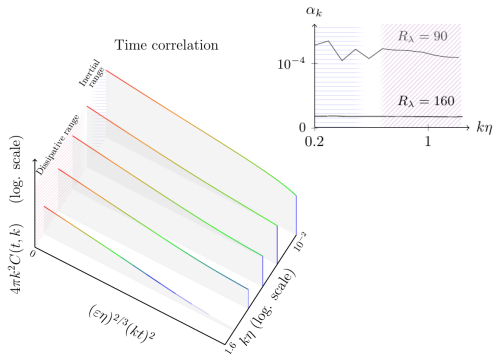 Time correlation
Inertial
range
Dissipative range
4πk²C(t, k) (log. scale)
0
(εη)^{2/3}(kt)²
1.6
kη (log. scale)
10⁻²
α_k
R_λ = 90
10⁻⁴
R_λ = 160
0
0.2
1
kη